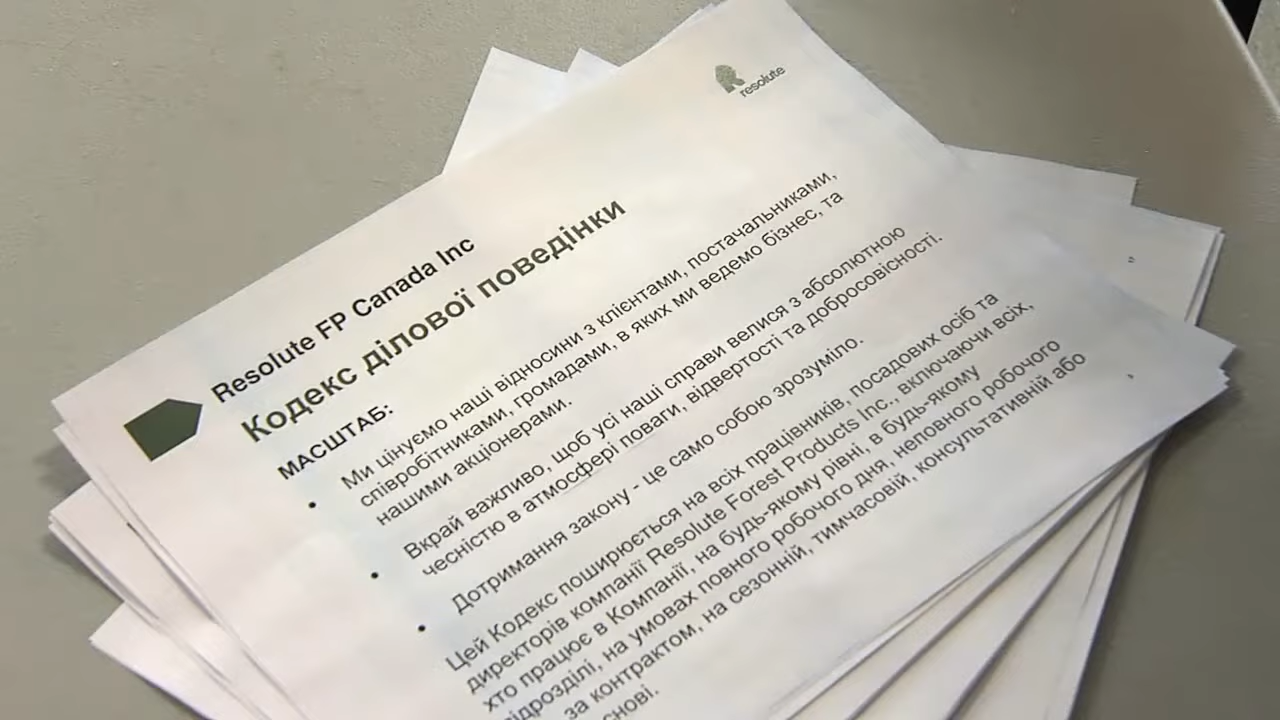 resolute
Resolute FP Canada Inc
Кодекс ділової поведінки
МАСШТАБ:
• Ми цінуємо наші відносини з клієнтами, постачальниками,
співробітниками, громадами, в яких ми ведемо бізнес, та
нашими акціонерами.
• Вкрай важливо, щоб усі наші справи велися з абсолютною
чесністю в атмосфері поваги, відвертості та добросовісності.
• Дотримання закону - це само собою зрозуміло.
Цей Кодекс поширюється на всіх працівників, посадових осіб та
директорів компанії Resolute Forest Products Inc., включаючи всіх,
хто працює в Компанії, на будь-якому рівні, в будь-якому
ідрозділі, на умовах повного робочого дня, неповного робочого
за контрактом, на сезонній, тимчасовій, консультативній або
снові.